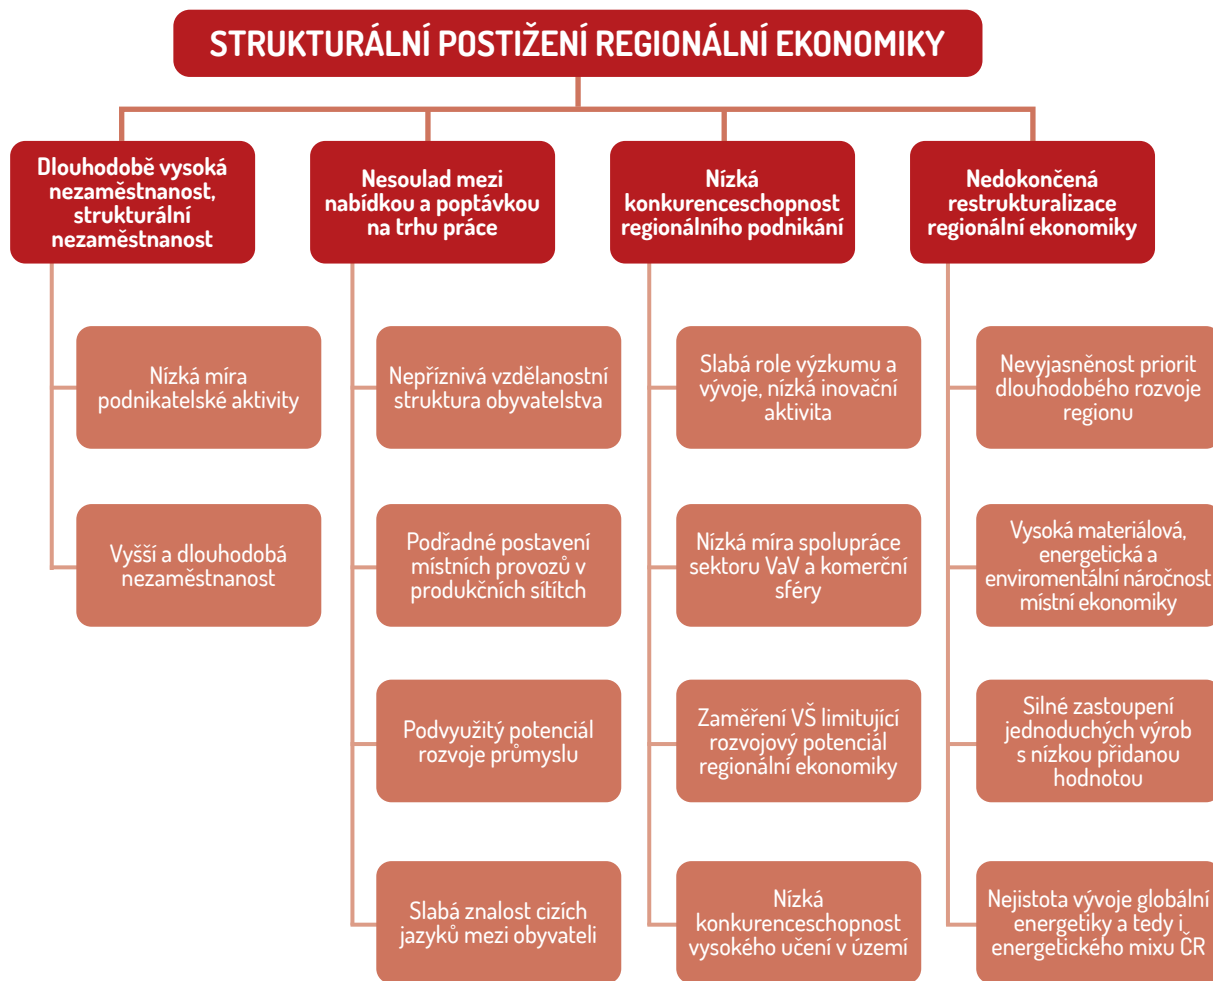 STRUKTURÁLNÍ POSTIŽENÍ REGIONÁLNÍ EKONOMIKY
Dlouhodobě vysoká
nezaměstnanost,
strukturální
nezaměstnanost
Nízká míra
podnikatelské aktivity
Vyšší a dlouhodobá
nezaměstnanost
Nesoulad mezi
nabídkou a poptávkou
na trhu práce
Nepříznivá vzdělanostní
struktura obyvatelstva
Podřadné postavení
místních provozů v
produkčních sítítch
Podvyužitý potenciál
rozvoje průmyslu
Slabá znalost cizích
jazyků mezi obyvateli
Nízká
konkurenceschopnost
regionálního podnikání
Slabá role výzkumu a
vývoje, nízká inovační
aktivita
Nízká míra spolupráce
sektoru VaV a komerční
sféry
Zaměření VŠ limitující
rozvojový potenciál
regionální ekonomiky
Nízká
konkurenceschopnost
vysokého učení v území
Nedokončená
restrukturalizace
regionální ekonomiky
Nevyjasněnost priorit
dlouhodobého rozvoje
regionu
Vysoká materiálová,
energetická a
enviromentální náročnost
místní ekonomiky
Silné zastoupení
jednoduchých výrob
s nízkou přidanou
hodnotou
Nejistota vývoje globální
energetiky a tedy i
energetického mixu ČR